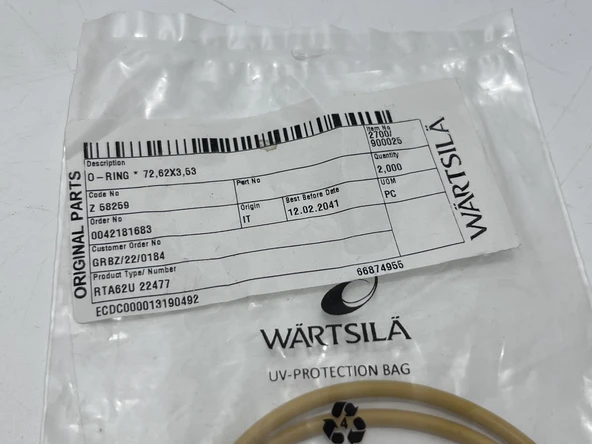 ORIGINAL PARTS
Description
O-RING * 72,62X3,53
Item No
2700/
900025
Code No
Z 58259
Part No
Quantity
2,000
Order No
0042181683
Origin
IT
Best Before Date
12.02.2041
UOM
PC
Customer Order No
GRBZ/22/0184
Product Type/ Number
RTA62U 22477
66874955
ECDC000013190492
WÄRTSILÄ
WÄRTSILÄ
UV-PROTECTION BAG
4